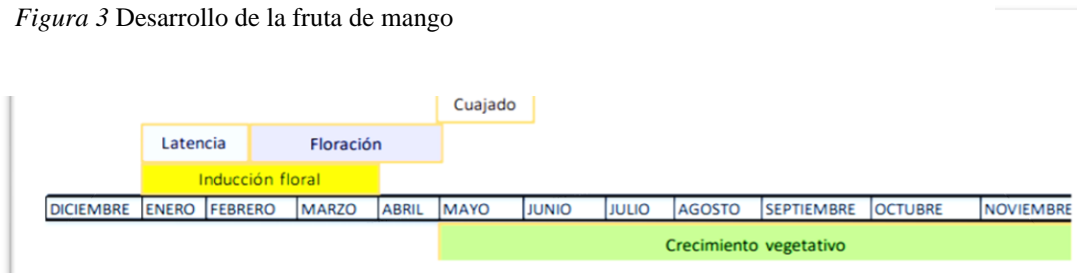 Figura 3 Desarrollo de la fruta de mango
Cuajado
Latencia Floración
Inducción floral
DICIEMBRE ENERO FEBRERO MARZO ABRIL MAYO JUNIO JULIO AGOSTO SEPTIEMBRE OCTUBRE NOVIEMBRE
Crecimiento vegetativo